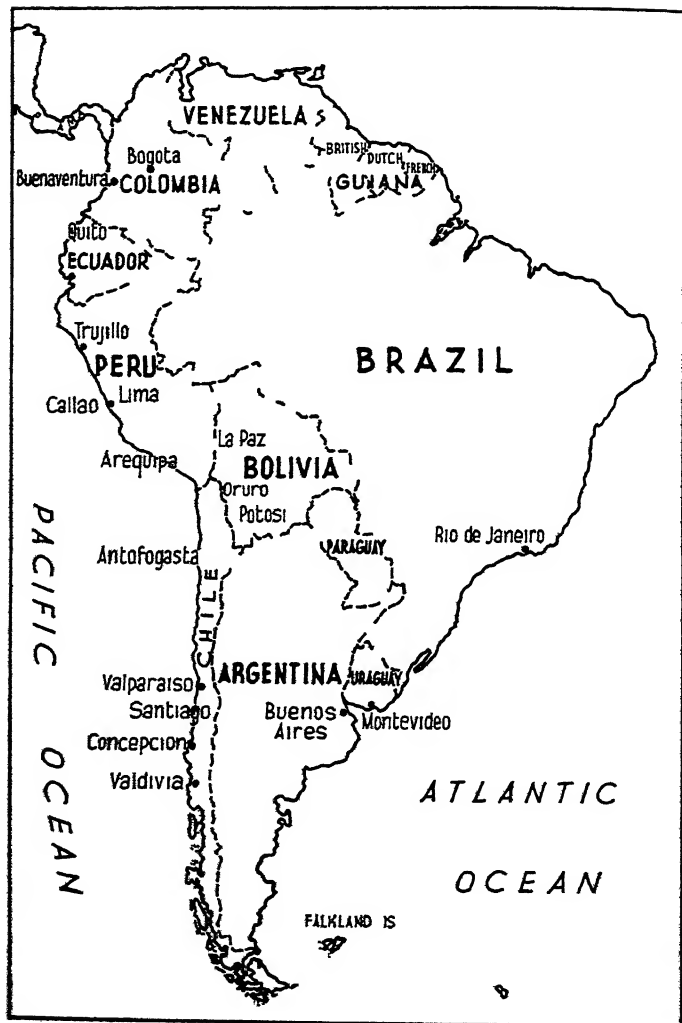 VENEZUELA
BRITISH
DUTCH
FRENCH
GUIANA
Bogota
Buenaventura
COLOMBIA
Quito
ECUADOR
Trujillo
PERU
BRAZIL
Lima
Callao
La Paz
Arequipa
BOLIVIA
Oruro
Potosi
Rio de Janeiro
PARAGUAY
Antofogasta
CHILE
PACIFIC OCEAN
ARGENTINA
URAGUAY
Valparaiso
Santiago
Buenos
Aires
Montevideo
Concepcion
Valdivia
ATLANTIC
OCEAN
FALKLAND IS